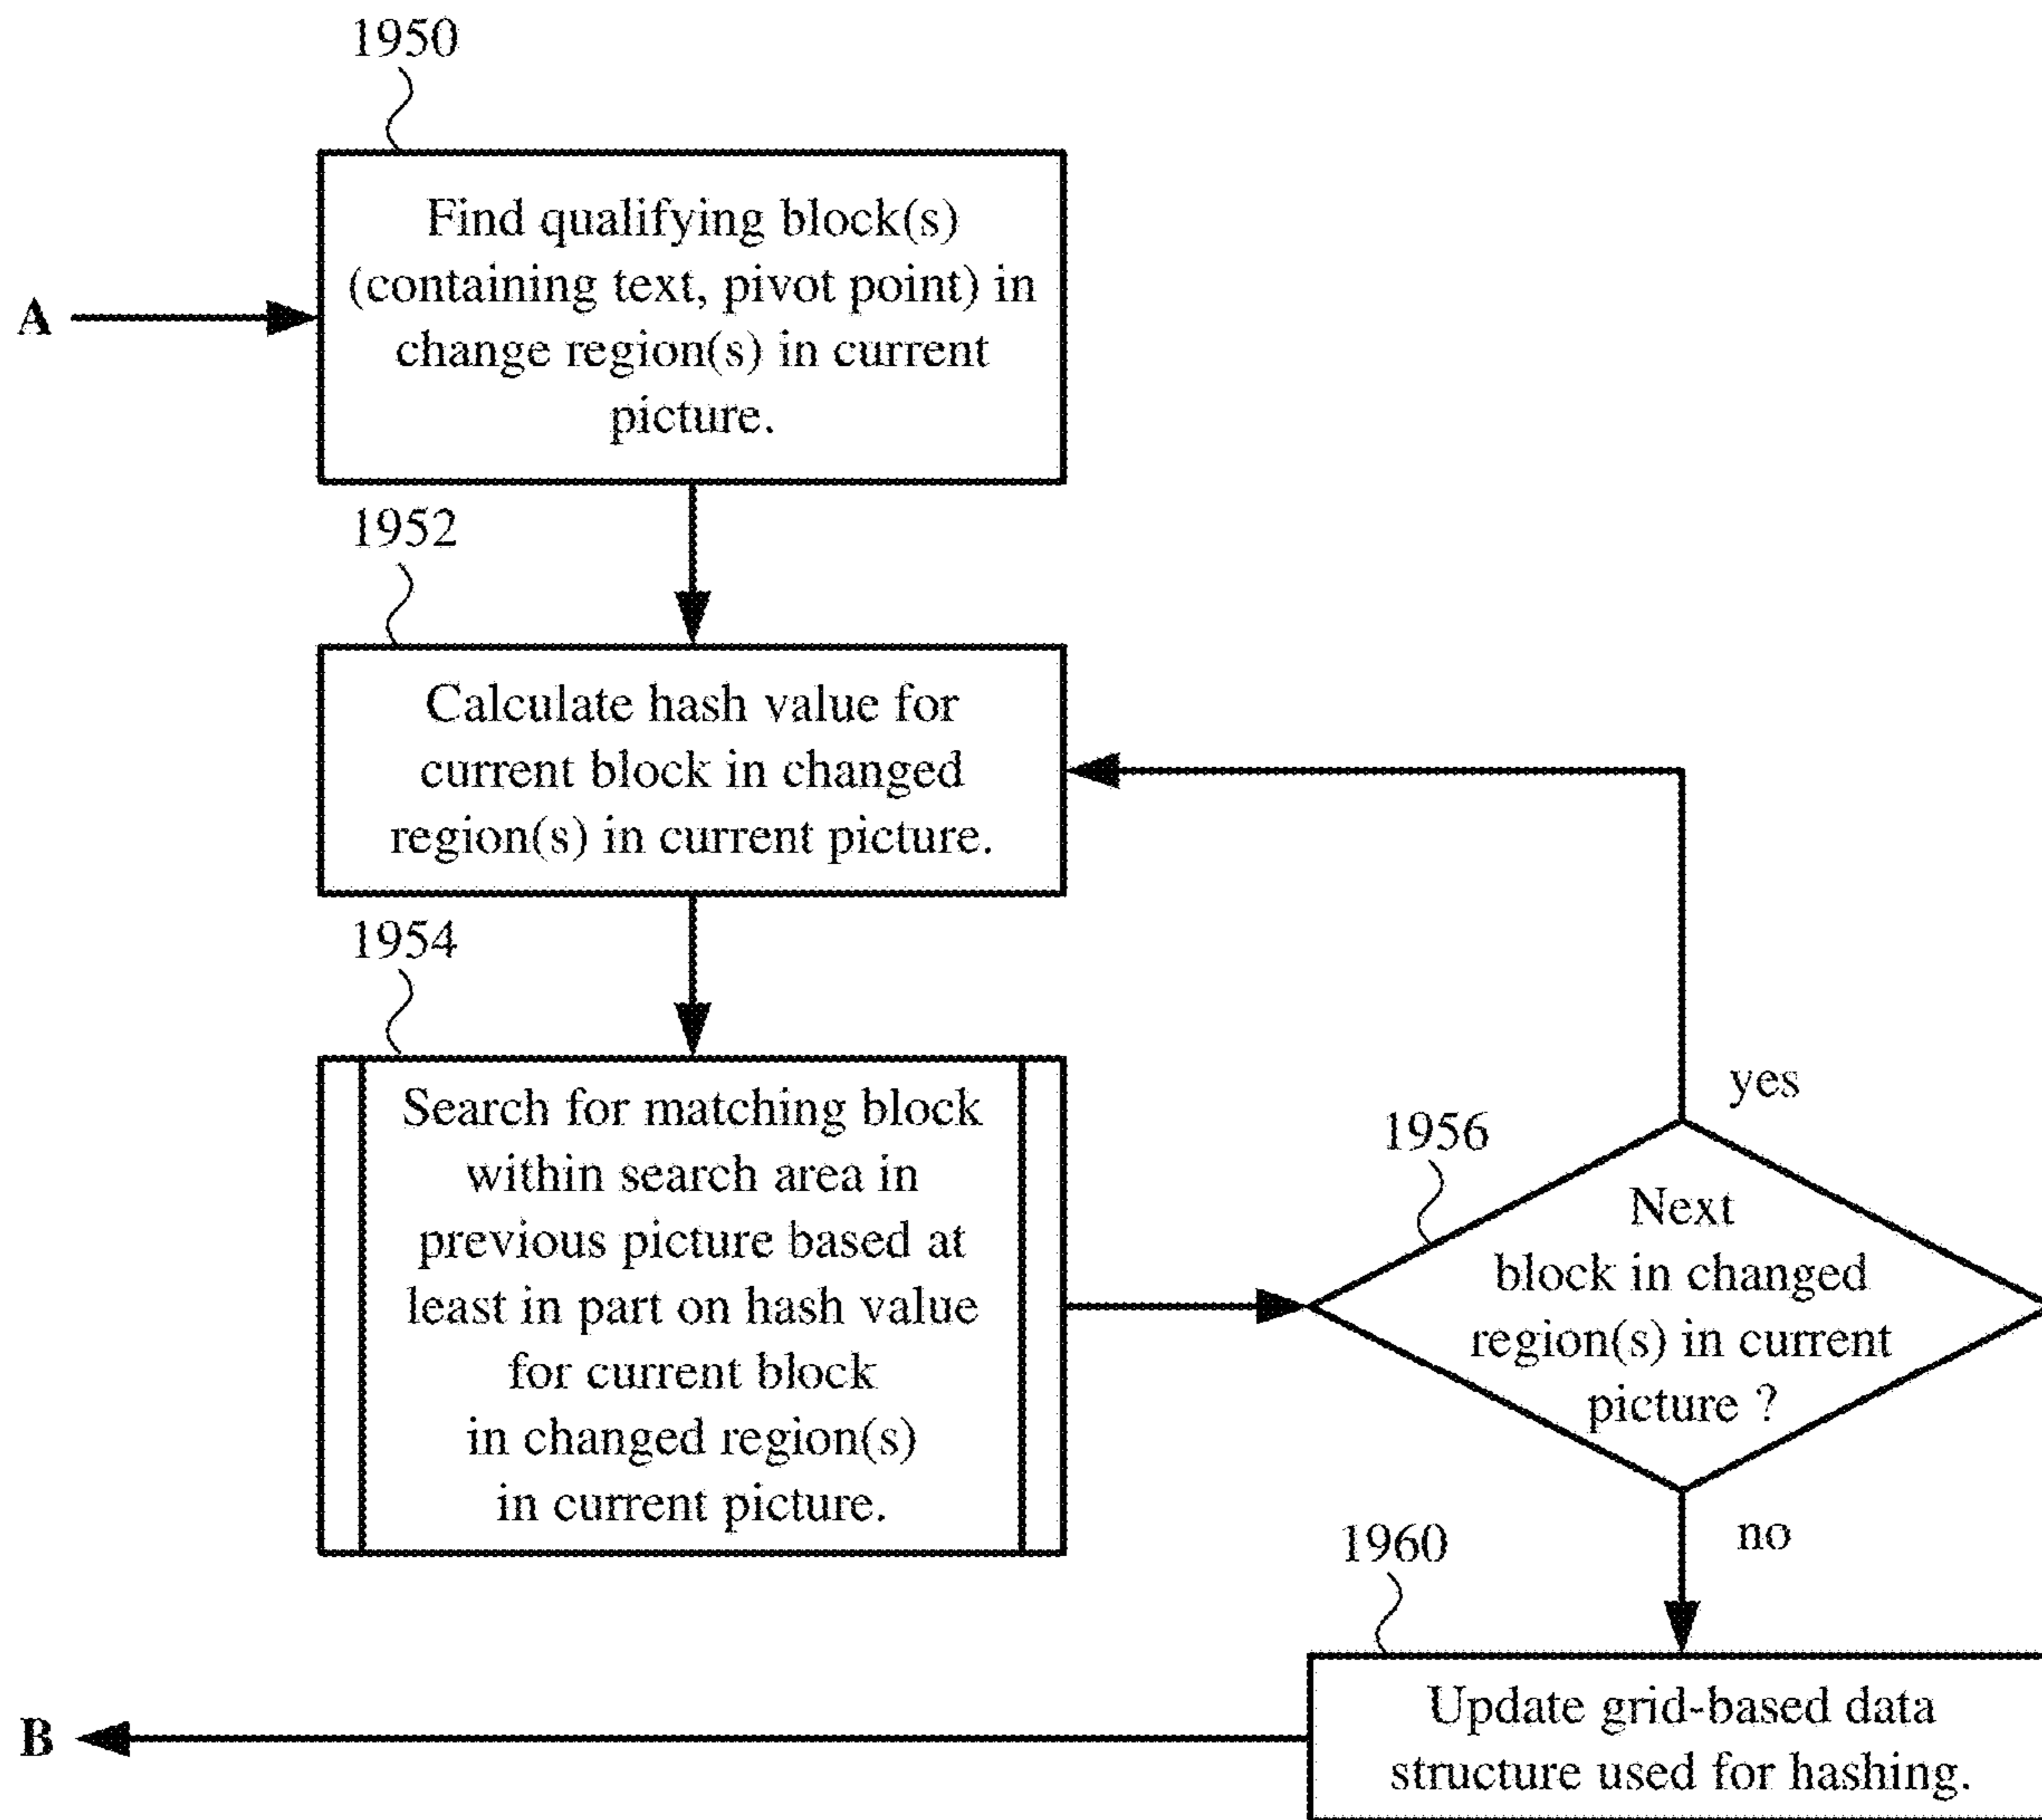 1950
Find qualifying block(s)
(containing text, pivot point) in
change region(s) in current
picture.
A
1952
Calculate hash value for
current block in changed
region(s) in current picture.
1954
Search for matching block
within search area in
previous picture based at
least in part on hash value
for current block
in changed region(s)
in current picture.
yes
1956
Next
block in changed
region(s) in current
picture ?
no
1960
Update grid-based data
structure used for hashing.
B